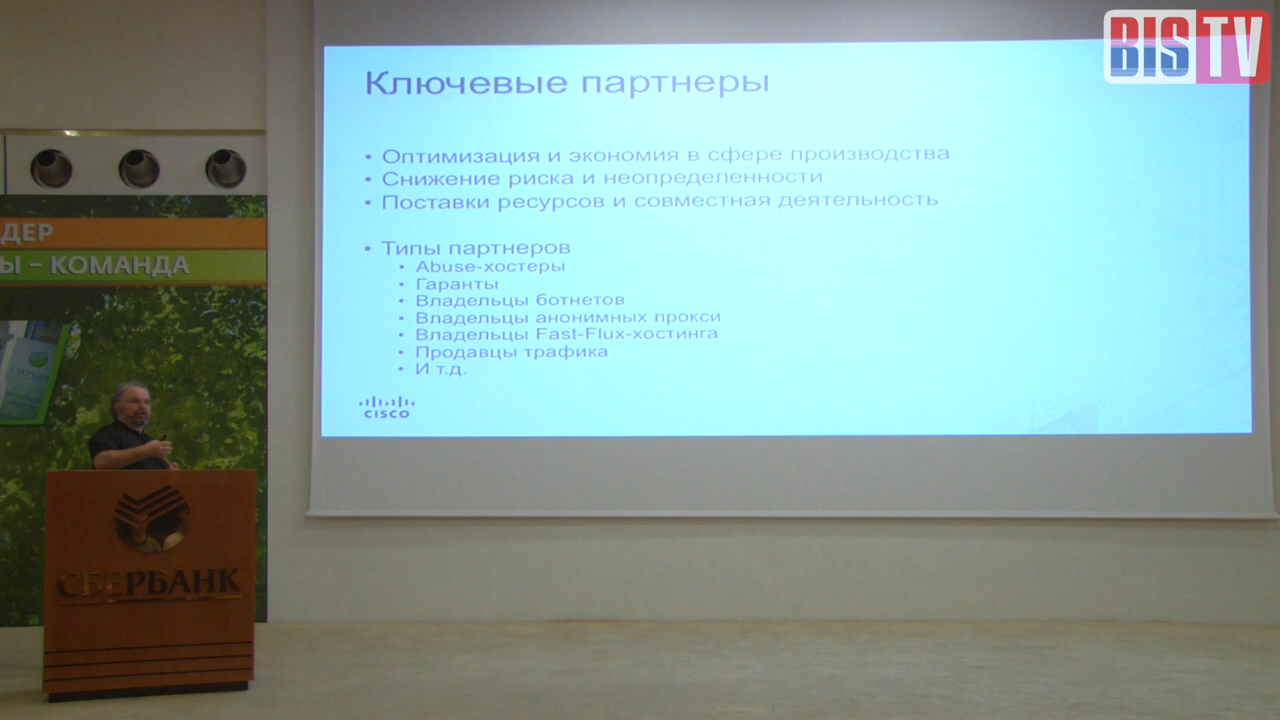 BISTV
Ключевые партнеры
• Оптимизация и экономия в сфере производства
• Снижение риска и неопределенности
• Поставки ресурсов и совместная деятельность
• Типы партнеров
• Abuse-хостеры
• Гаранты
• Владельцы ботнетов
• Владельцы анонимных прокси
• Владельцы Fast-Flux-хостинга
• Продавцы трафика
• И т.д.
CISCO
ДЕР
Ы – КОМАНДА
СБЕРБАНК